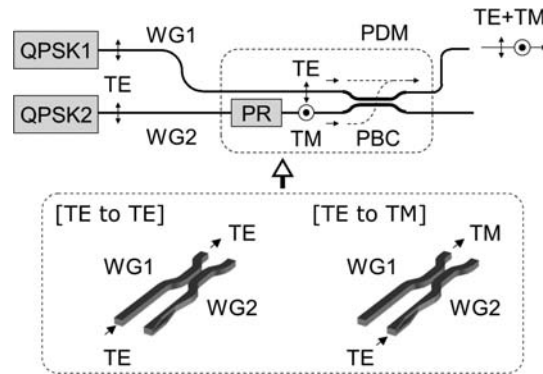 QPSK1
WG1
PDM
TE+TM
TE
TE
QPSK2
PR
WG2
TM
PBC
[TE to TE]
[TE to TM]
TE
TM
WG1
WG1
WG2
WG2
TE
TE